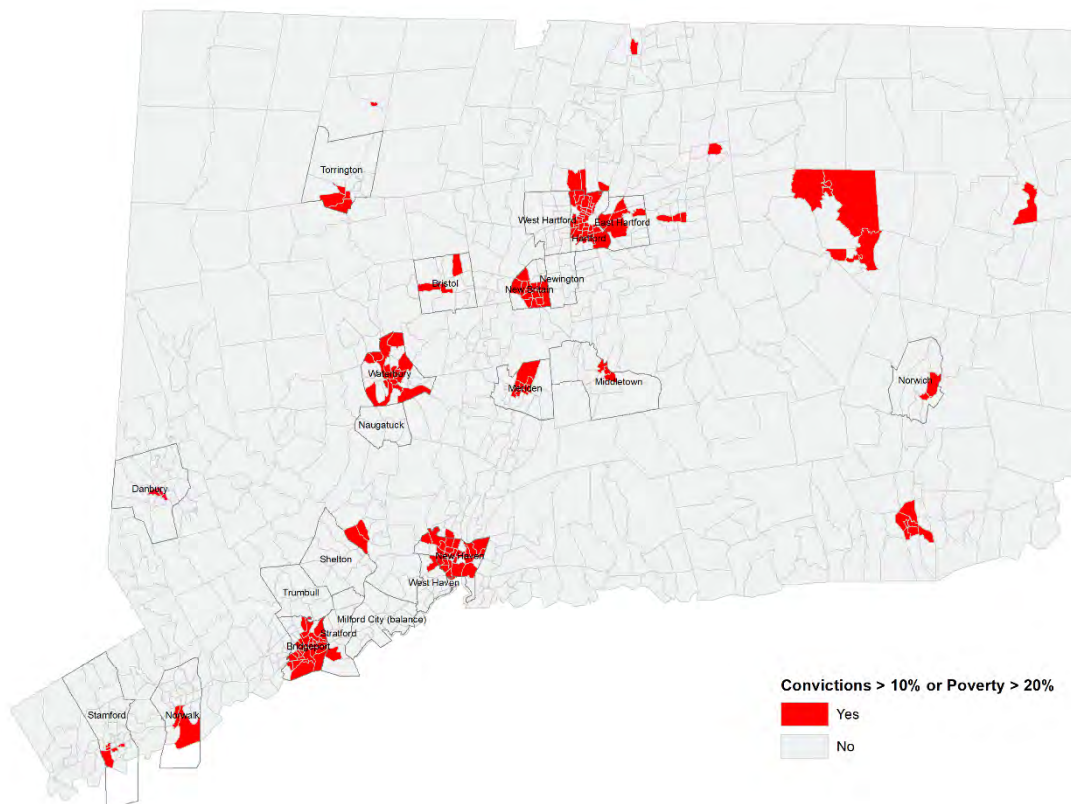 Torrington
West Hartford
East Hartford
Hartford
Bristol
Newington
New Britain
Waterbury
Meriden
Middletown
Norwich
Naugatuck
Danbury
Shelton
New Haven
West Haven
Trumbull
Milford City (balance)
Stratford
Bridgeport
Stamford
Norwalk
Convictions > 10% or Poverty > 20%
Yes
No